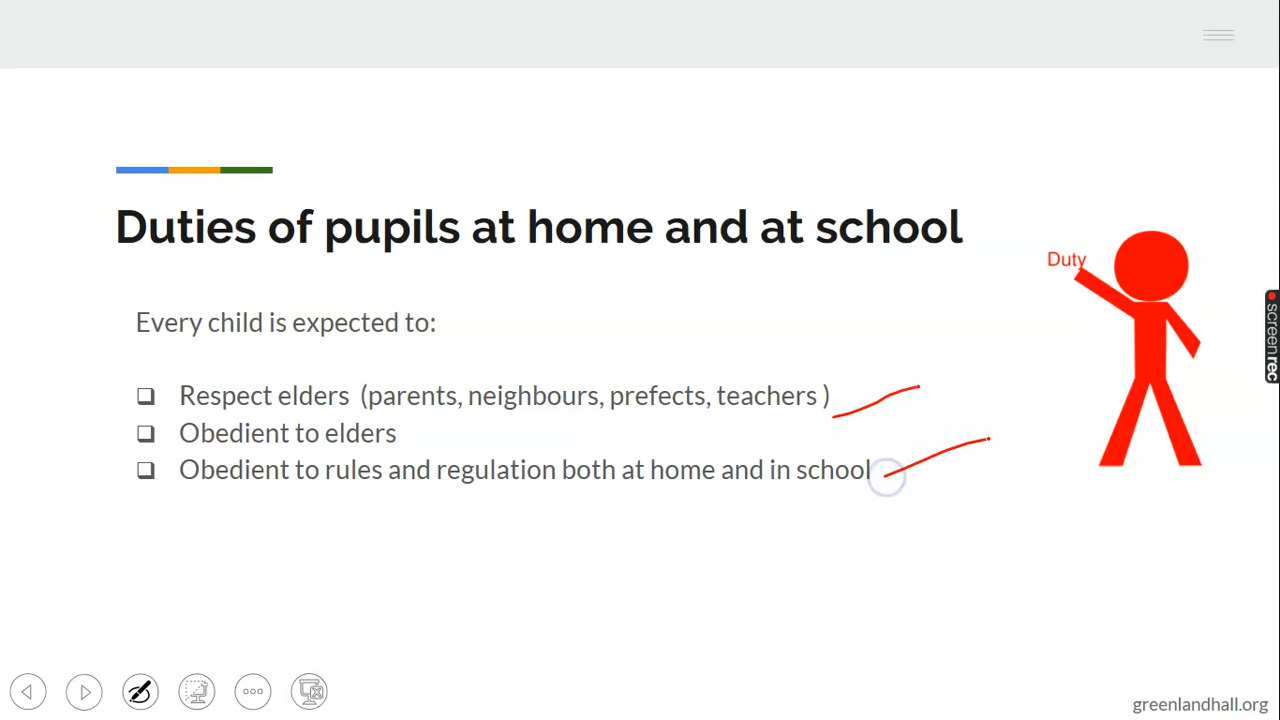 Duties of pupils at home and at school
Duty
Every child is expected to:
Respect elders (parents, neighbours, prefects, teachers )
Obedient to elders
Obedient to rules and regulation both at home and in school
screenrec
greenlandhall.org